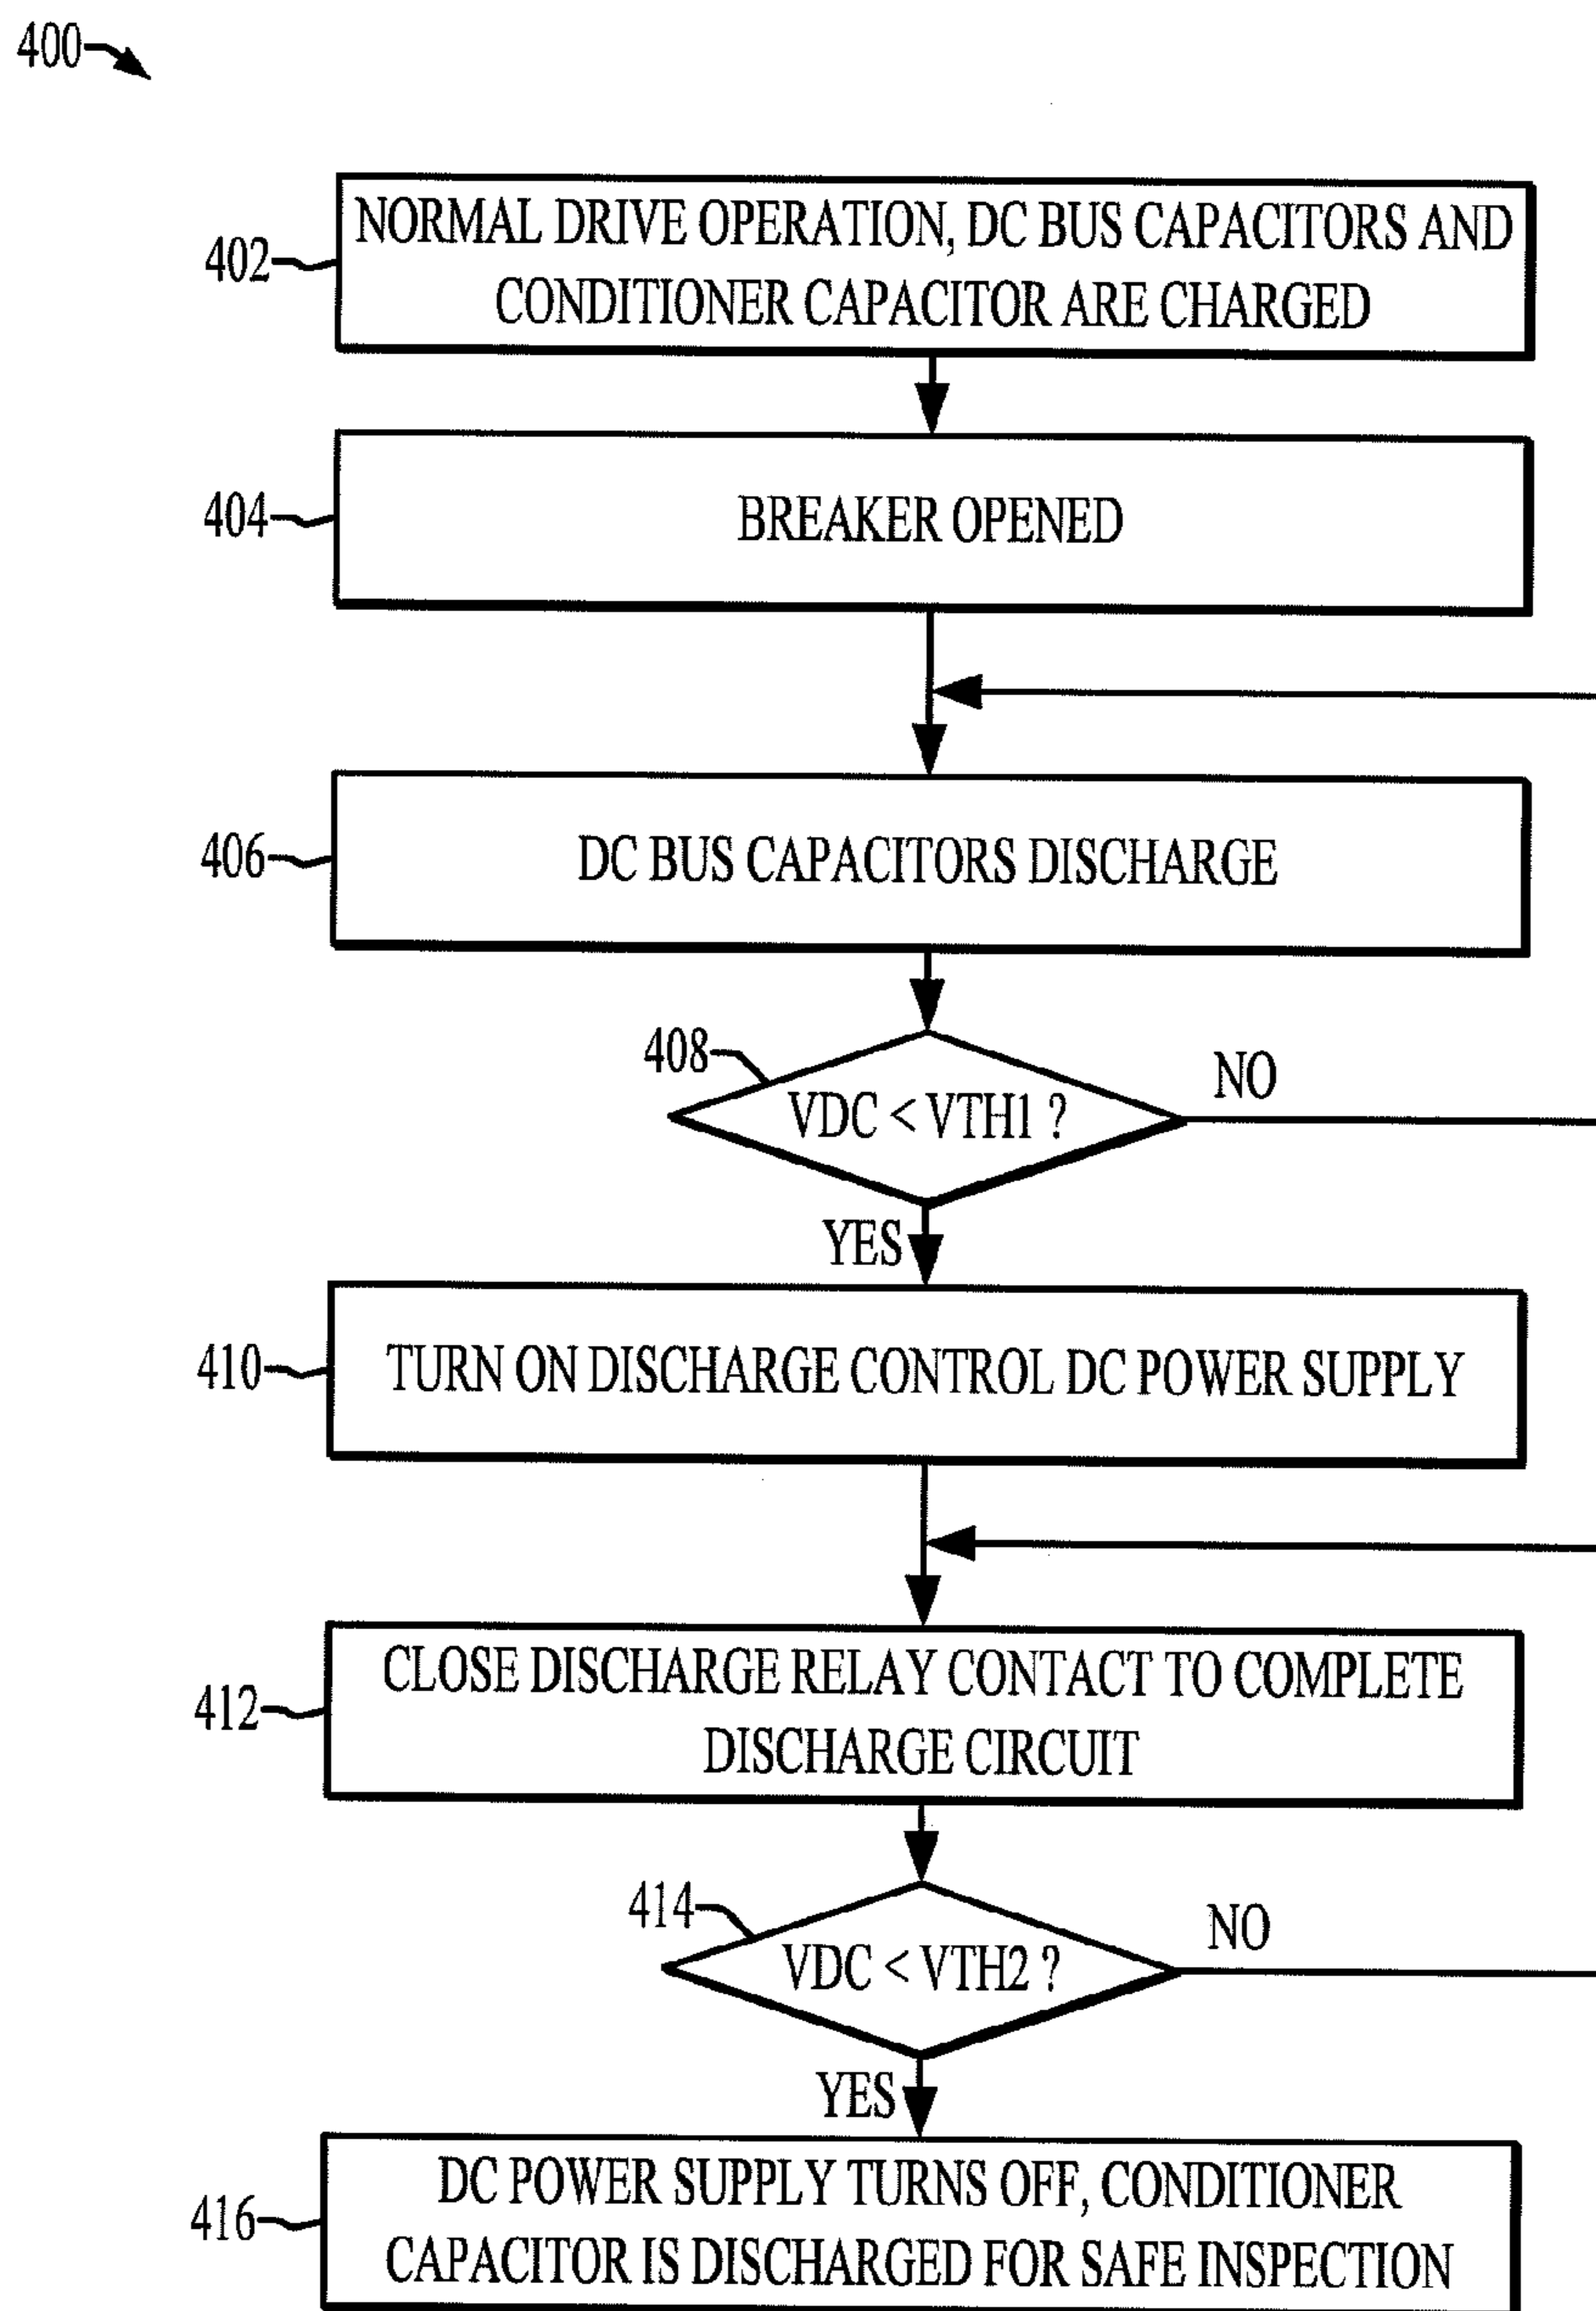 400
402
NORMAL DRIVE OPERATION, DC BUS CAPACITORS AND
CONDITIONER CAPACITOR ARE CHARGED
404
BREAKER OPENED
406
DC BUS CAPACITORS DISCHARGE
408
VDC < VTH1 ?
NO
YES
410
TURN ON DISCHARGE CONTROL DC POWER SUPPLY
412
CLOSE DISCHARGE RELAY CONTACT TO COMPLETE
DISCHARGE CIRCUIT
414
VDC < VTH2 ?
NO
YES
416
DC POWER SUPPLY TURNS OFF, CONDITIONER
CAPACITOR IS DISCHARGED FOR SAFE INSPECTION